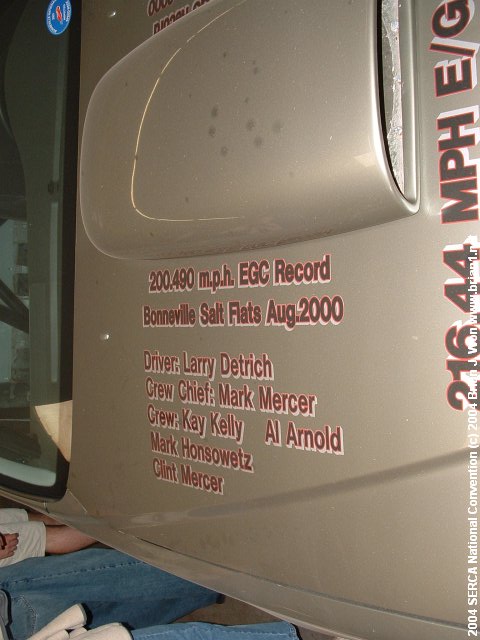 200.490 m.p.h. EGC Record
Bonneville Salt Flats Aug.2000
Driver: Larry Detrich
Crew Chief: Mark Mercer
Crew: Kay Kelly Al Arnold
Mark Honsowetz
Clint Mercer
216.44 MPH E/G
2004 SERCA National Convention (c) 2004